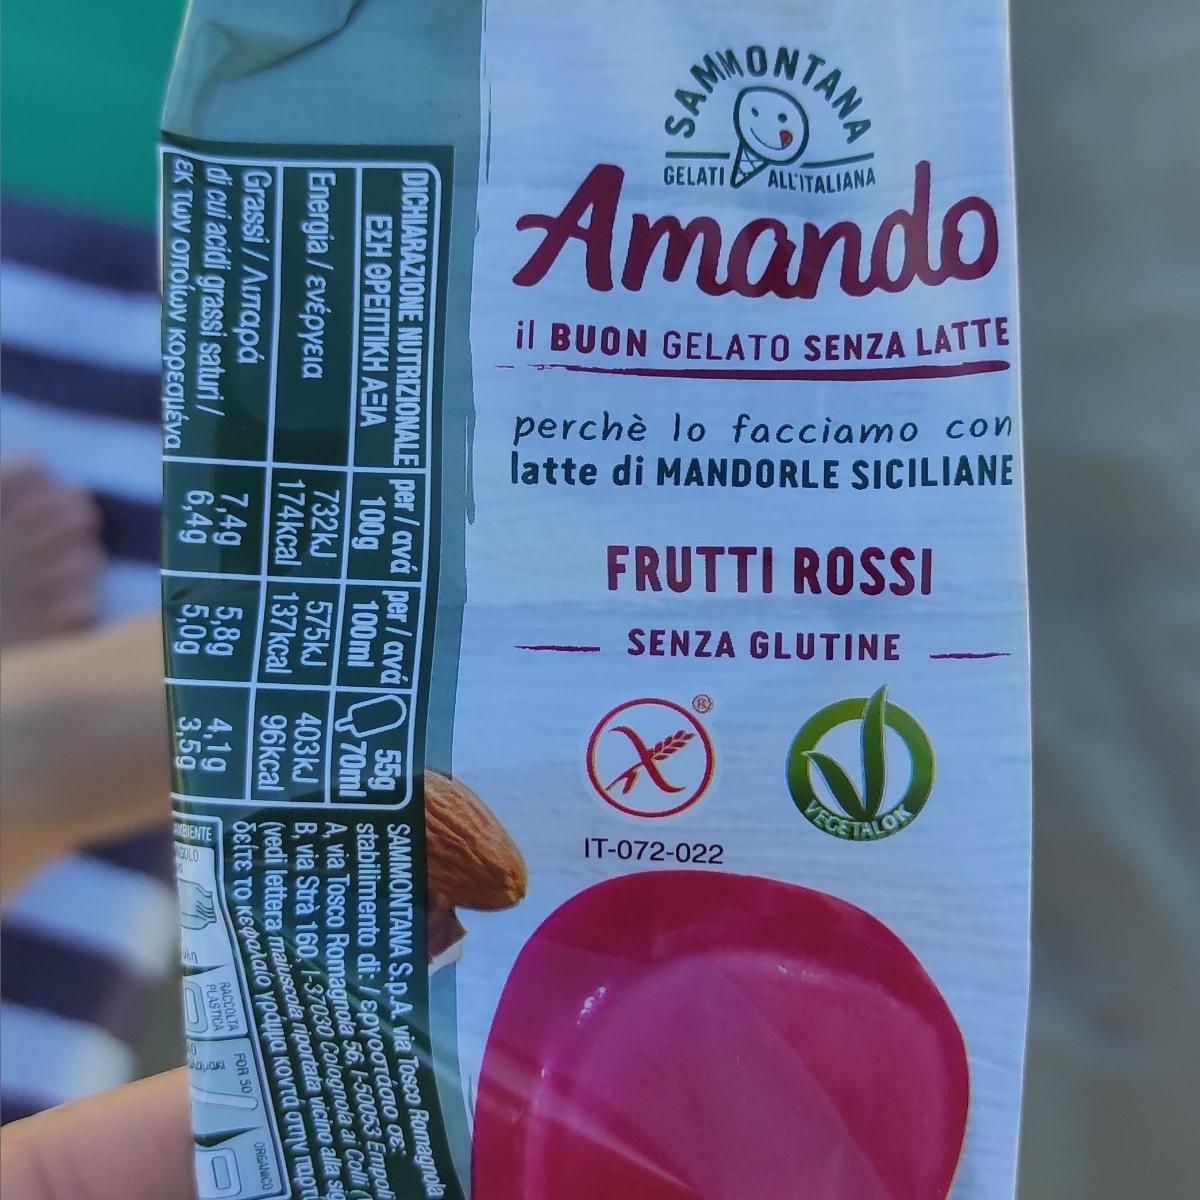 SAMMONTANA
GELATI ALL'ITALIANA
Amando
il BUON GELATO SENZA LATTE
perchè lo facciamo con
latte di MANDORLE SICILIANE
FRUTTI ROSSI
SENZA GLUTINE
®
VEGETALOK
IT-072-022
DICHIARAZIONE NUTRIZIONALE per / ανά per / ανά 55g
ΕΣΗ ΘΡΕΠΤΙΚΗ ΑΞΙΑ 100g 100ml 70ml
Energia / ενέργεια 732kJ 575kJ 403kJ
174kcal 137kcal 96kcal
Grassi / Λιπαρά 7,4g 5,8g 4,1g
di cui acidi grassi saturi /
εκ των οποίων κορεσμένα 6,4g 5,0g 3,5g
SAMMONTANA S.p.A. via Tosco Romagnola
stabilimento di: / εργοστάσιο σε:
A, via Tosco Romagnola 56, I-50053 Empoli
B, via Strà 160, I-37030 Colognola ai Colli
(vedi lettera maiuscola riportata vicino alla
δείτε το κεφαλαίο γράμμα κοντά στην
RACCOLTA
PLASTICA
ORGANICO